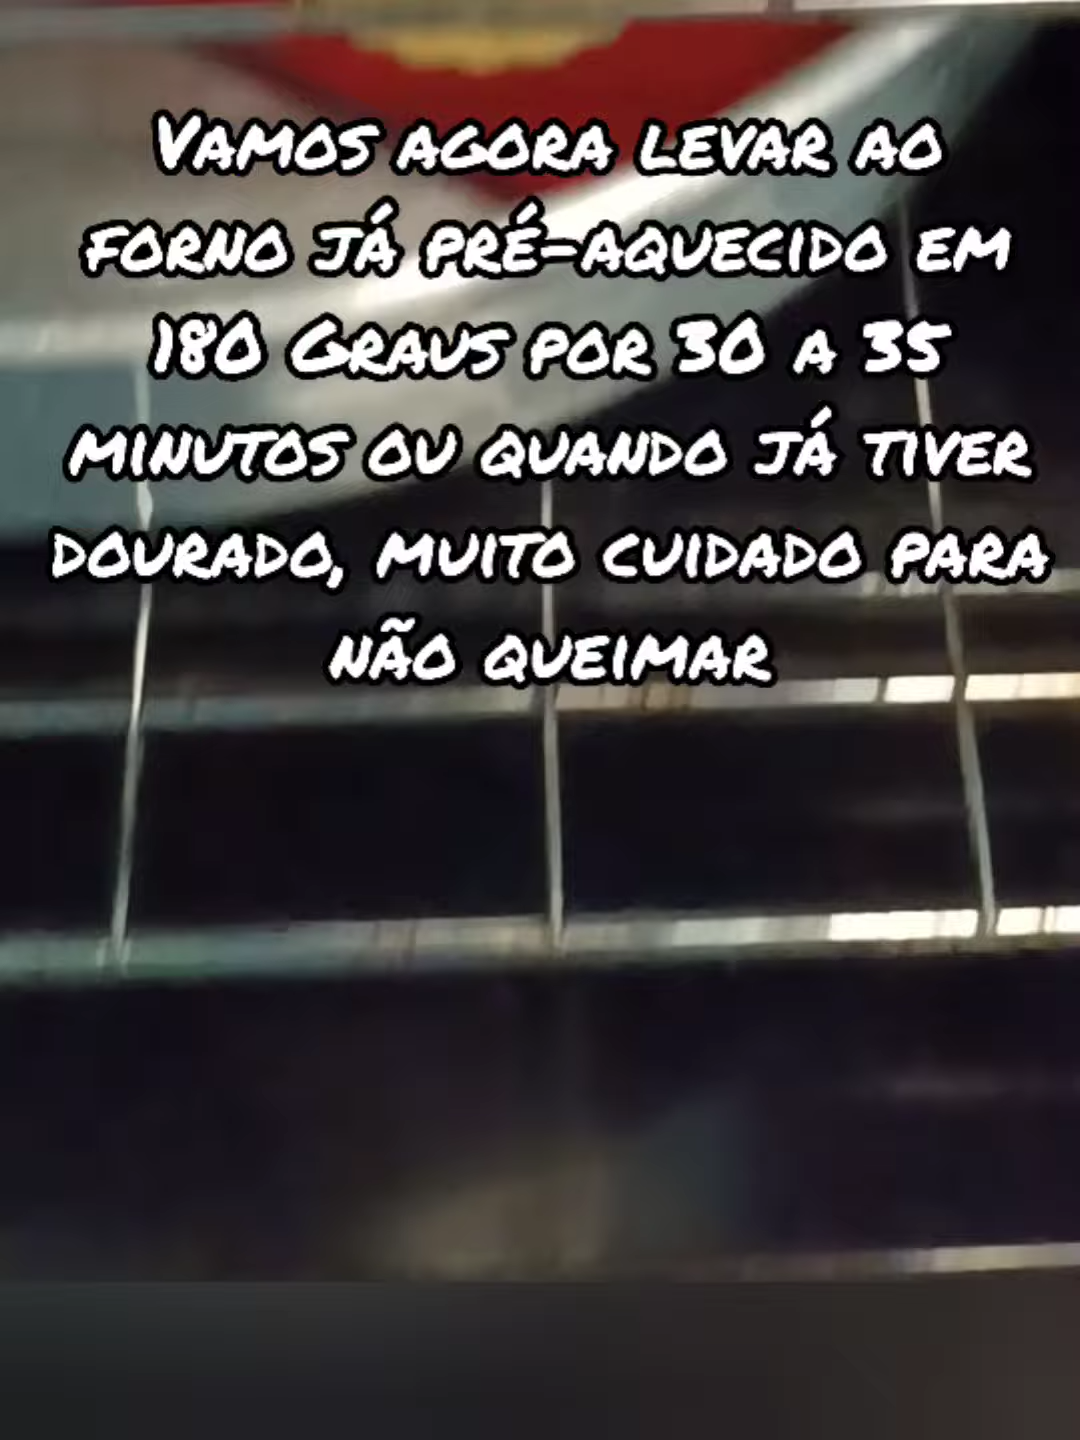 Vamos agora levar ao
forno já pré-aquecido em
180 Graus por 30 a 35
minutos ou quando já tiver
dourado, muito cuidado para
não queimar